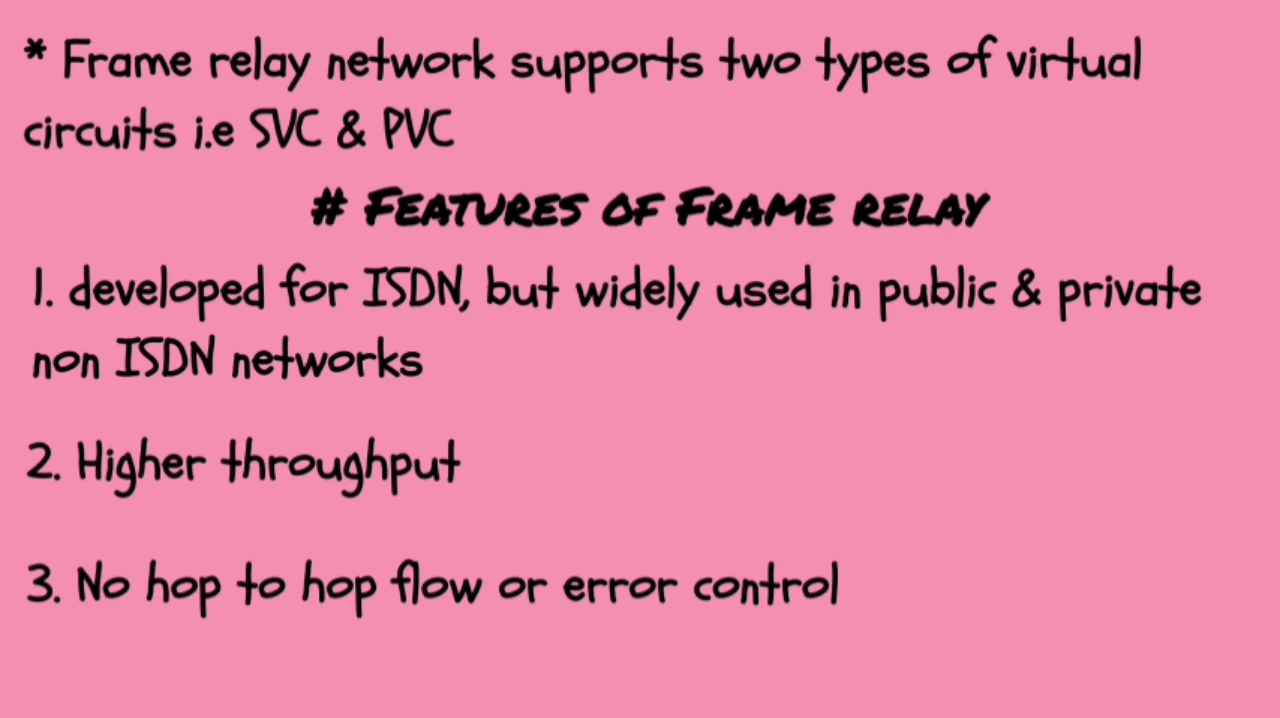 * Frame relay network supports two types of virtual
circuits i.e SVC & PVC
# FEATURES OF FRAME RELAY
1. developed for ISDN, but widely used in public & private
non ISDN networks
2. Higher throughput
3. No hop to hop flow or error control